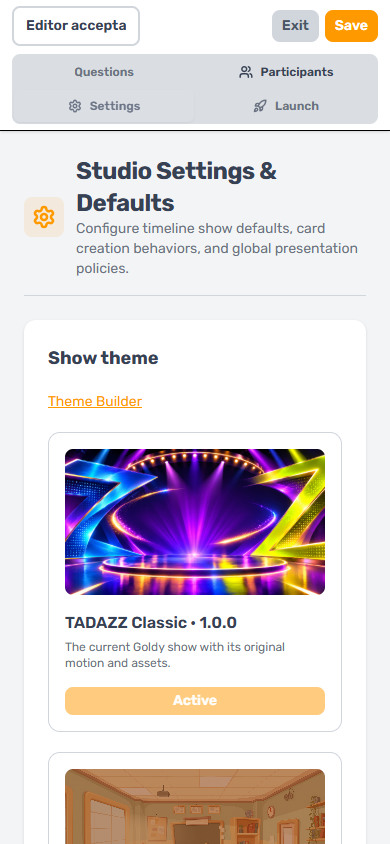 Editor accepta
Exit
Save
Questions
Participants
Settings
Launch
Studio Settings &
Defaults
Configure timeline show defaults, card
creation behaviors, and global presentation
policies.
Show theme
Theme Builder
TADAZZ Classic • 1.0.0
The current Goldy show with its original
motion and assets.
Active